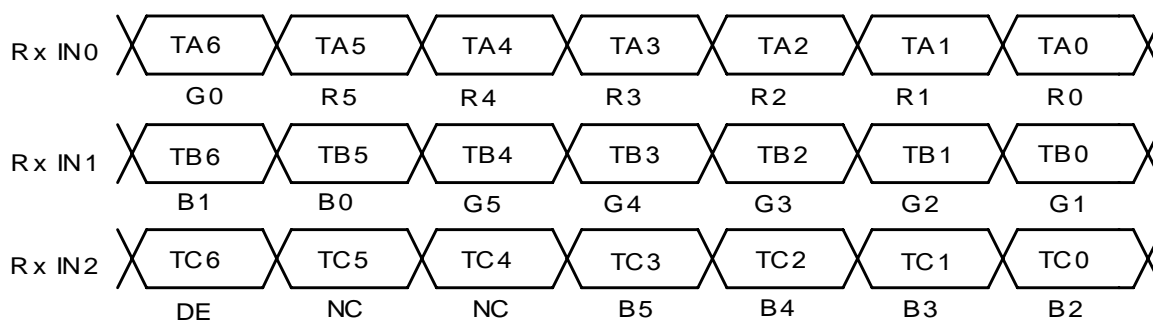 Rx IN0 TA6 TA5 TA4 TA3 TA2 TA1 TA0
G0 R5 R4 R3 R2 R1 R0
Rx IN1 TB6 TB5 TB4 TB3 TB2 TB1 TB0
B1 B0 G5 G4 G3 G2 G1
Rx IN2 TC6 TC5 TC4 TC3 TC2 TC1 TC0
DE NC NC B5 B4 B3 B2